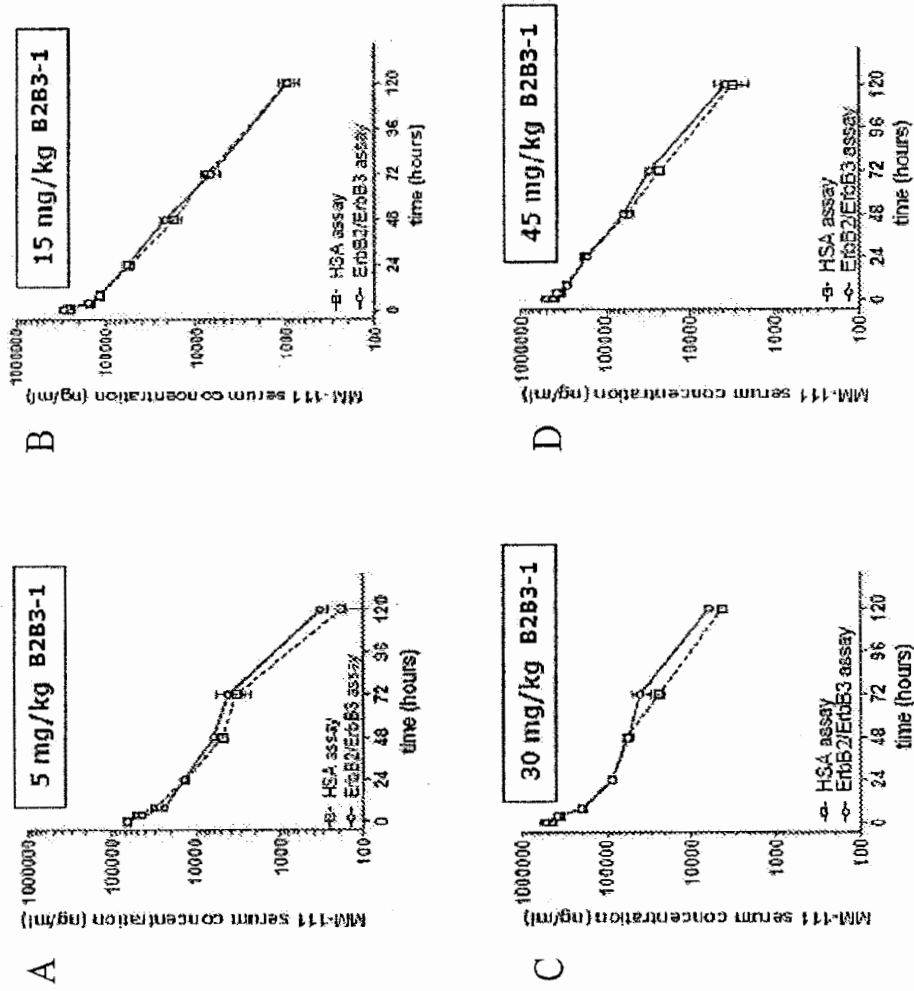 A
5 mg/kg B2B3-1
MM-111 serum concentration (ng/ml)
1000000
100000
10000
1000
100
0 24 48 72 96 120
time (hours)
HSA assay
ErbB2/ErbB3 assay
B
15 mg/kg B2B3-1
MM-111 serum concentration (ng/ml)
1000000
100000
10000
1000
100
0 24 48 72 96 120
time (hours)
HSA assay
ErbB2/ErbB3 assay
C
30 mg/kg B2B3-1
MM-111 serum concentration (ng/ml)
1000000
100000
10000
1000
100
0 24 48 72 96 120
time (hours)
HSA assay
ErbB2/ErbB3 assay
D
45 mg/kg B2B3-1
MM-111 serum concentration (ng/ml)
1000000
100000
10000
1000
100
0 24 48 72 96 120
time (hours)
HSA assay
ErbB2/ErbB3 assay